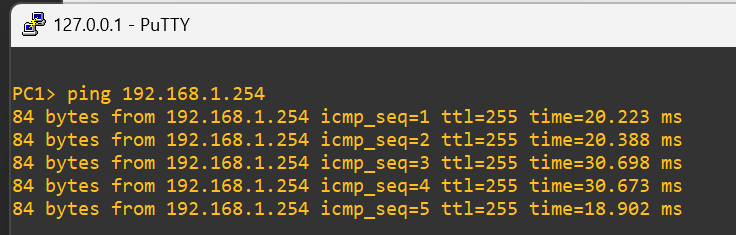 127.0.0.1 - PuTTY
PC1> ping 192.168.1.254
84 bytes from 192.168.1.254 icmp_seq=1 ttl=255 time=20.223 ms
84 bytes from 192.168.1.254 icmp_seq=2 ttl=255 time=20.388 ms
84 bytes from 192.168.1.254 icmp_seq=3 ttl=255 time=30.698 ms
84 bytes from 192.168.1.254 icmp_seq=4 ttl=255 time=30.673 ms
84 bytes from 192.168.1.254 icmp_seq=5 ttl=255 time=18.902 ms